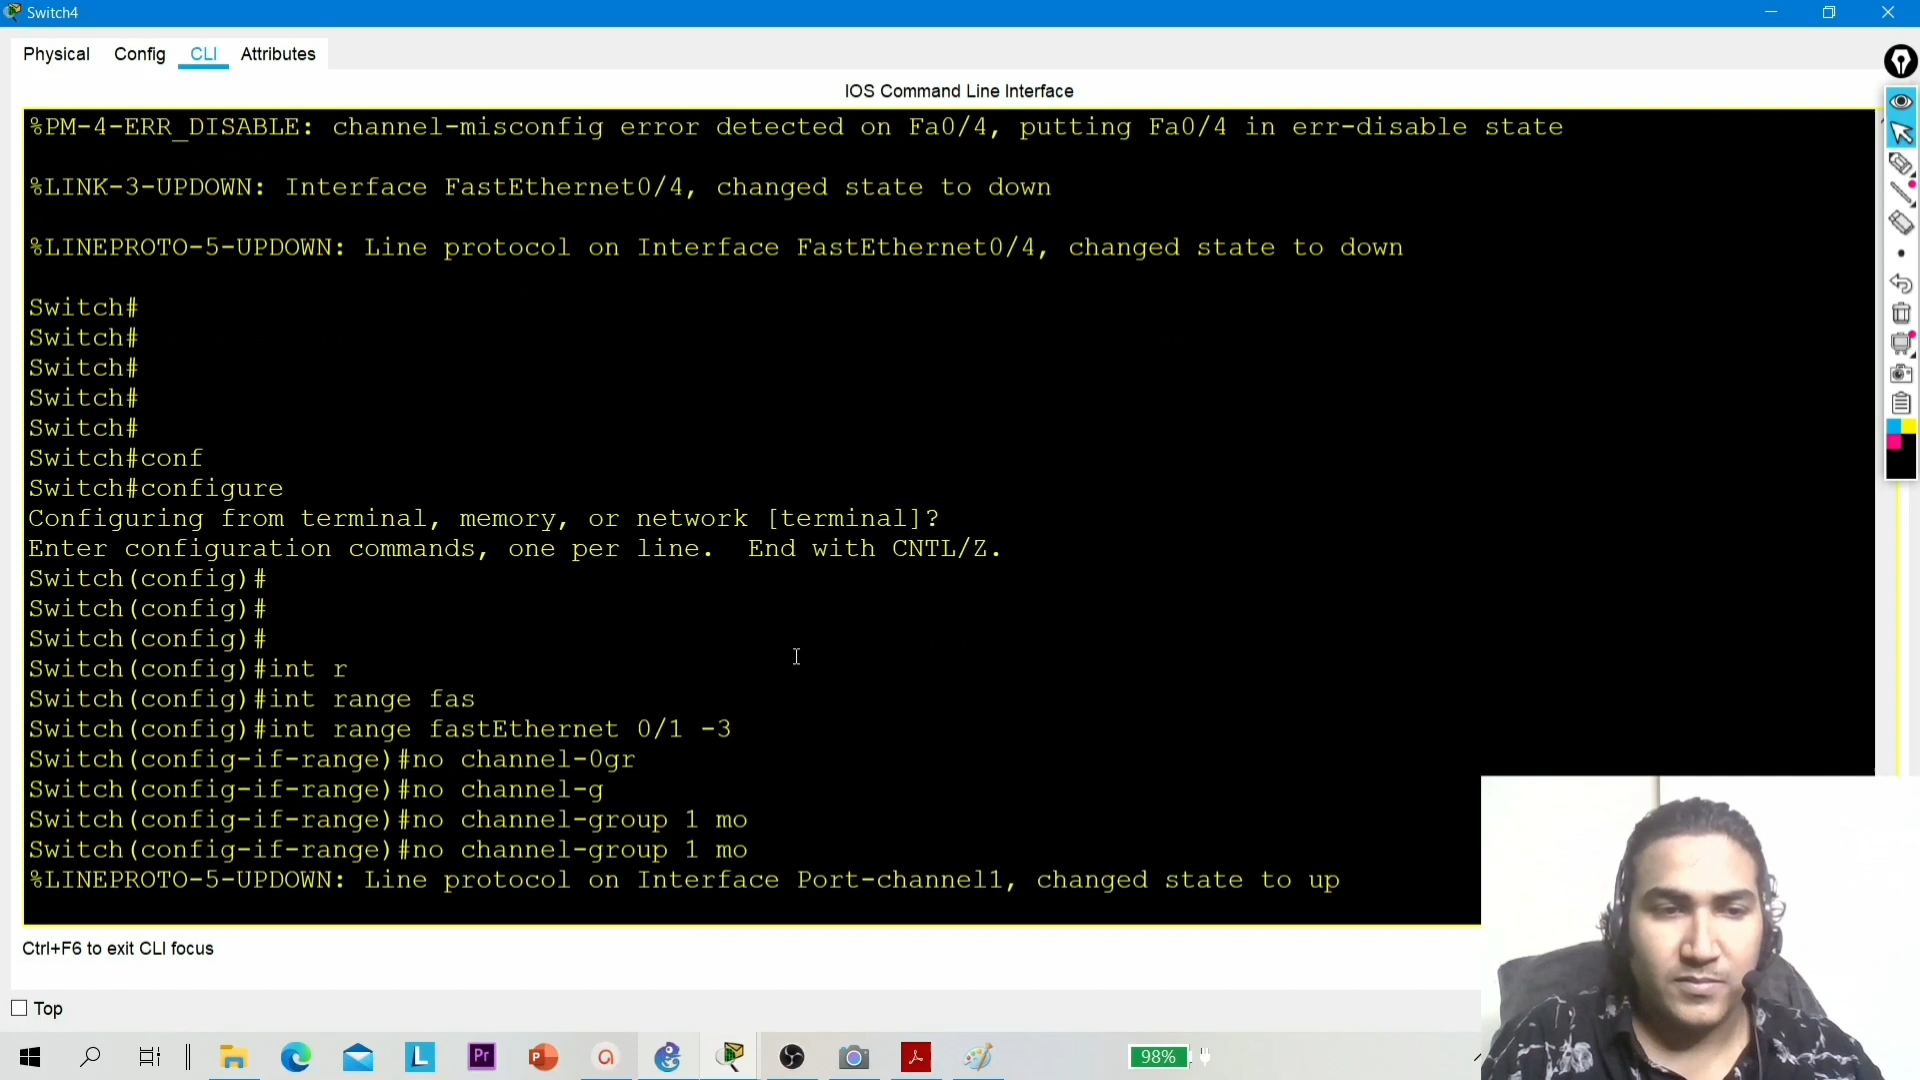 Switch4
Physical Config CLI Attributes
IOS Command Line Interface
%PM-4-ERR_DISABLE: channel-misconfig error detected on Fa0/4, putting Fa0/4 in err-disable state
%LINK-3-UPDOWN: Interface FastEthernet0/4, changed state to down
%LINEPROTO-5-UPDOWN: Line protocol on Interface FastEthernet0/4, changed state to down
Switch#
Switch#
Switch#
Switch#
Switch#
Switch#conf
Switch#configure
Configuring from terminal, memory, or network [terminal]?
Enter configuration commands, one per line.  End with CNTL/Z.
Switch(config)#
Switch(config)#
Switch(config)#
Switch(config)#int r
Switch(config)#int range fas
Switch(config)#int range fastEthernet 0/1 -3
Switch(config-if-range)#no channel-0gr
Switch(config-if-range)#no channel-g
Switch(config-if-range)#no channel-group 1 mo
Switch(config-if-range)#no channel-group 1 mo
%LINEPROTO-5-UPDOWN: Line protocol on Interface Port-channel1, changed state to up
Ctrl+F6 to exit CLI focus
Top
L Pr P a 98%